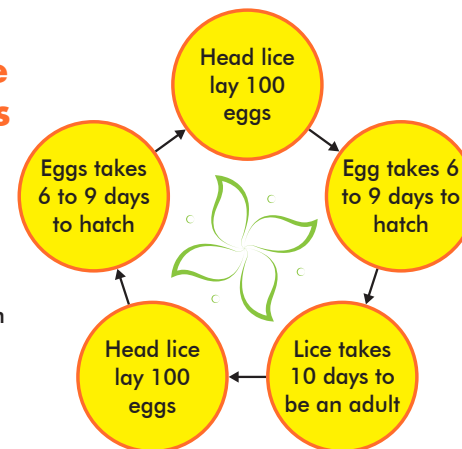 e
s
Head lice
lay 100
eggs
Egg takes 6
to 9 days to
hatch
Lice takes
10 days to
be an adult
Head lice
lay 100
eggs
Eggs takes
6 to 9 days
to hatch
n